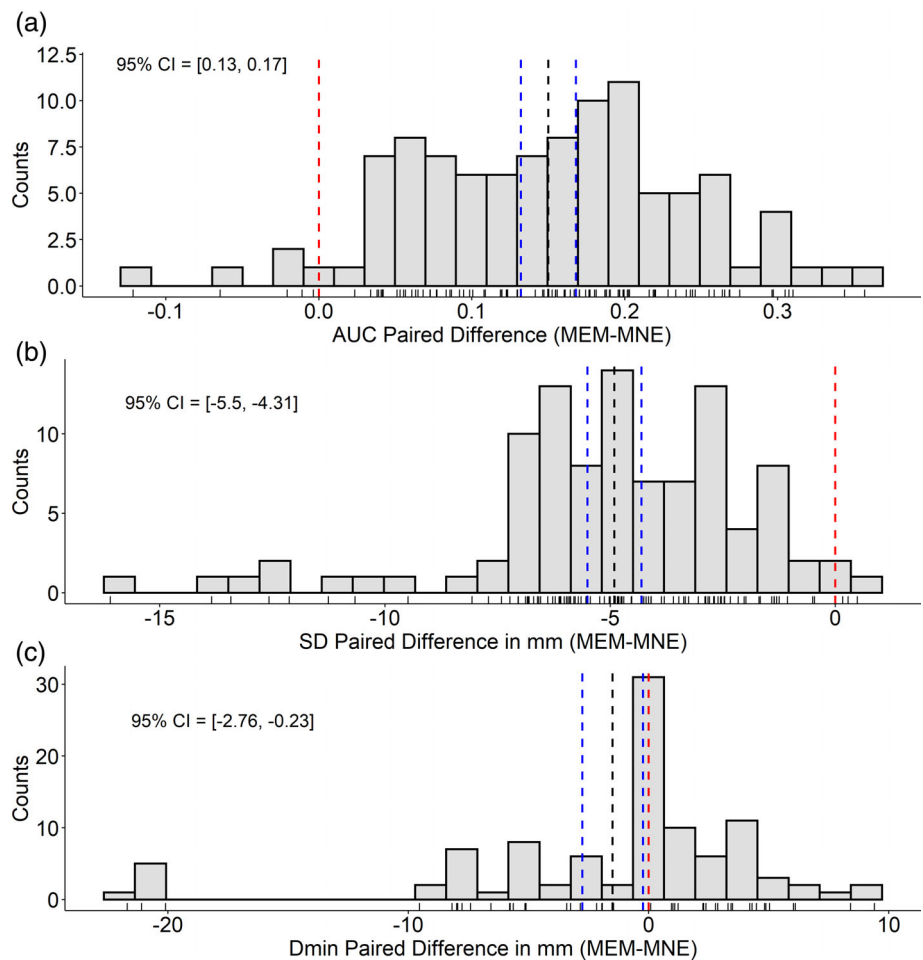 (a)
12.5
95% CI = [0.13, 0.17]
10.0
7.5
Counts
5.0
2.5
0.0
-0.1 0.0 0.1 0.2 0.3
AUC Paired Difference (MEM-MNE)
(b)
95% CI = [-5.5, -4.31]
10
Counts
5
0
-15 -10 -5 0
SD Paired Difference in mm (MEM-MNE)
(c)
30
95% CI = [-2.76, -0.23]
20
Counts
10
0
-20 -10 0 10
Dmin Paired Difference in mm (MEM-MNE)